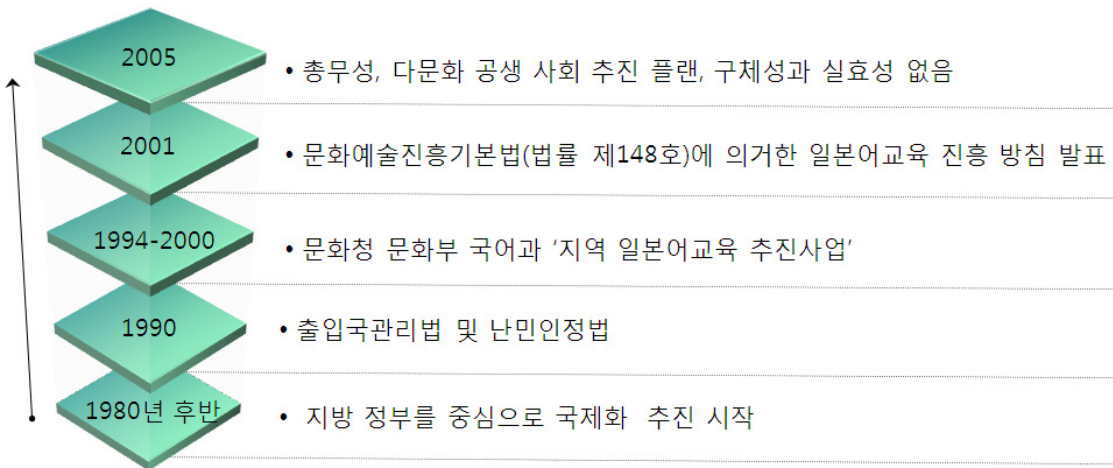 2005
• 총무성, 다문화 공생 사회 추진 플랜, 구체성과 실효성 없음
2001
• 문화예술진흥기본법(법률 제148호)에 의거한 일본어교육 진흥 방침 발표
1994-2000
• 문화청 문화부 국어과 '지역 일본어교육 추진사업'
1990
• 출입국관리법 및 난민인정법
1980년 후반
• 지방 정부를 중심으로 국제화 추진 시작